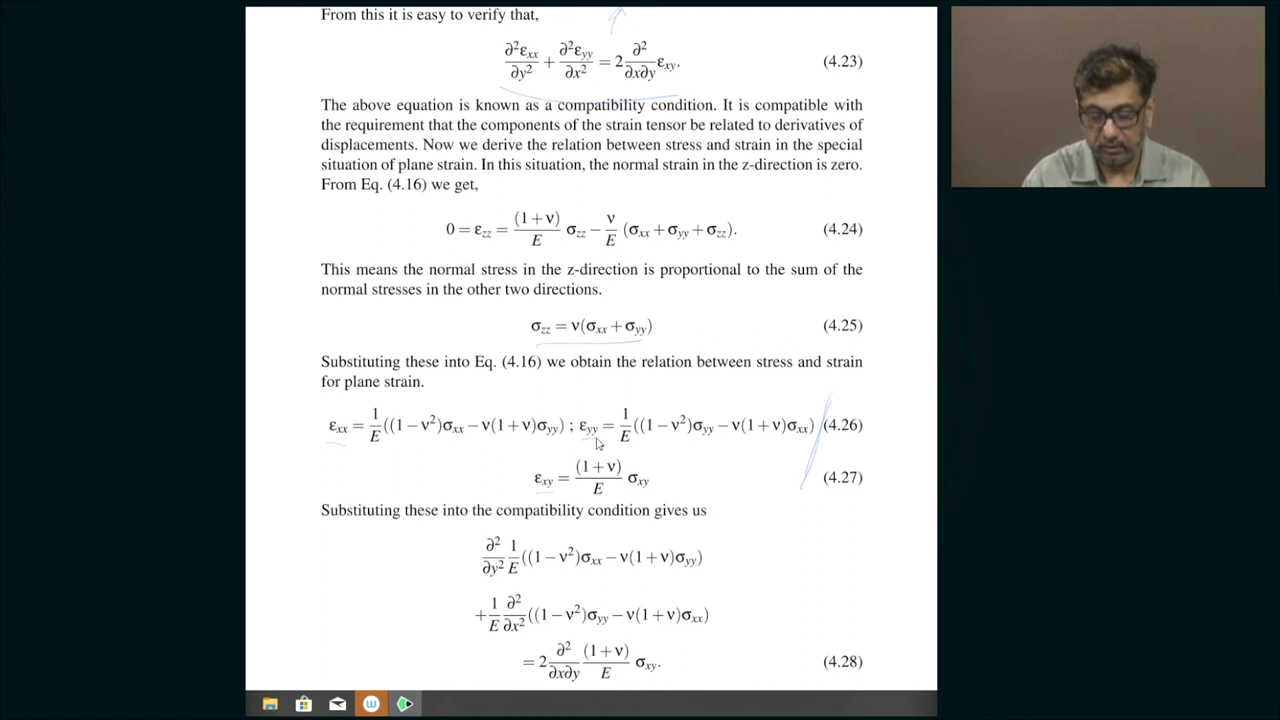 From this it is easy to verify that,
∂²ε_xx/∂y² + ∂²ε_yy/∂x² = 2 ∂²/∂x∂y ε_xy. (4.23)
The above equation is known as a compatibility condition. It is compatible with
the requirement that the components of the strain tensor be related to derivatives of
displacements. Now we derive the relation between stress and strain in the special
situation of plane strain. In this situation, the normal strain in the z-direction is zero.
From Eq. (4.16) we get,
0 = ε_zz = (1+ν)/E σ_zz − ν/E (σ_xx + σ_yy + σ_zz). (4.24)
This means the normal stress in the z-direction is proportional to the sum of the
normal stresses in the other two directions.
σ_zz = ν(σ_xx + σ_yy) (4.25)
Substituting these into Eq. (4.16) we obtain the relation between stress and strain
for plane strain.
ε_xx = 1/E ((1−ν²)σ_xx − ν(1+ν)σ_yy) ; ε_yy = 1/E ((1−ν²)σ_yy − ν(1+ν)σ_xx) (4.26)
ε_xy = (1+ν)/E σ_xy (4.27)
Substituting these into the compatibility condition gives us
∂²/∂y² 1/E ((1−ν²)σ_xx − ν(1+ν)σ_yy)
+ 1/E ∂²/∂x² ((1−ν²)σ_yy − ν(1+ν)σ_xx)
= 2 ∂²/∂x∂y (1+ν)/E σ_xy. (4.28)